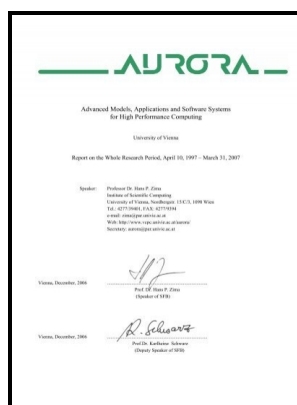 AURORA
Advanced Models, Applications and Software Systems
for High Performance Computing
University of Vienna
Report on the Whole Research Period, April 10, 1997 – March 31, 2007
Speaker: Professor Dr. Hans P. Zima
Institute of Scientific Computing
University of Vienna, Nordbergstr. 15/C/3, 1090 Wien
Tel.: 4277/39401, FAX: 4277/9394
e-mail: zima@par.univie.ac.at
Web: http://www.vcpc.univie.ac.at/aurora/
Secretary: aurora@par.univie.ac.at
Vienna, December, 2006
Prof. Dr. Hans P. Zima
(Speaker of SFB)
Vienna, December, 2006
K. Schwarz
Prof.Dr. Karlheinz Schwarz
(Deputy Speaker of SFB)